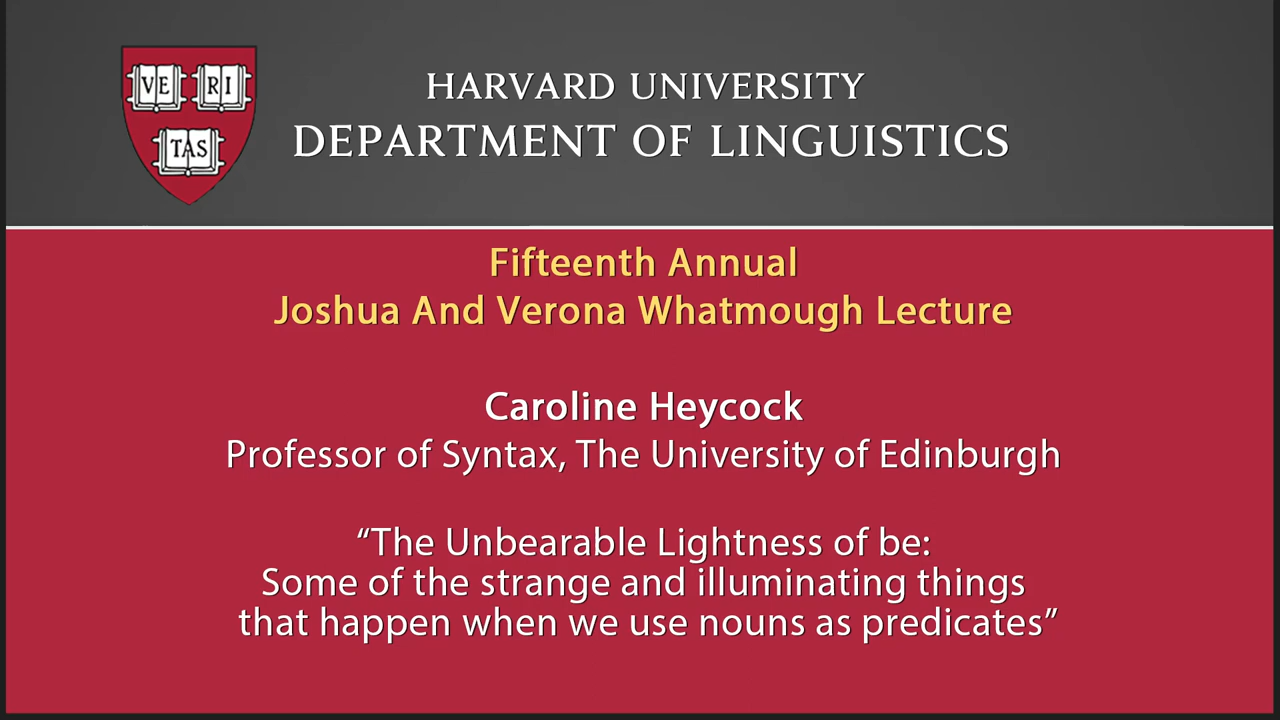 VE RI
TAS
HARVARD UNIVERSITY
DEPARTMENT OF LINGUISTICS
Fifteenth Annual
Joshua And Verona Whatmough Lecture
Caroline Heycock
Professor of Syntax, The University of Edinburgh
“The Unbearable Lightness of be:
Some of the strange and illuminating things
that happen when we use nouns as predicates”